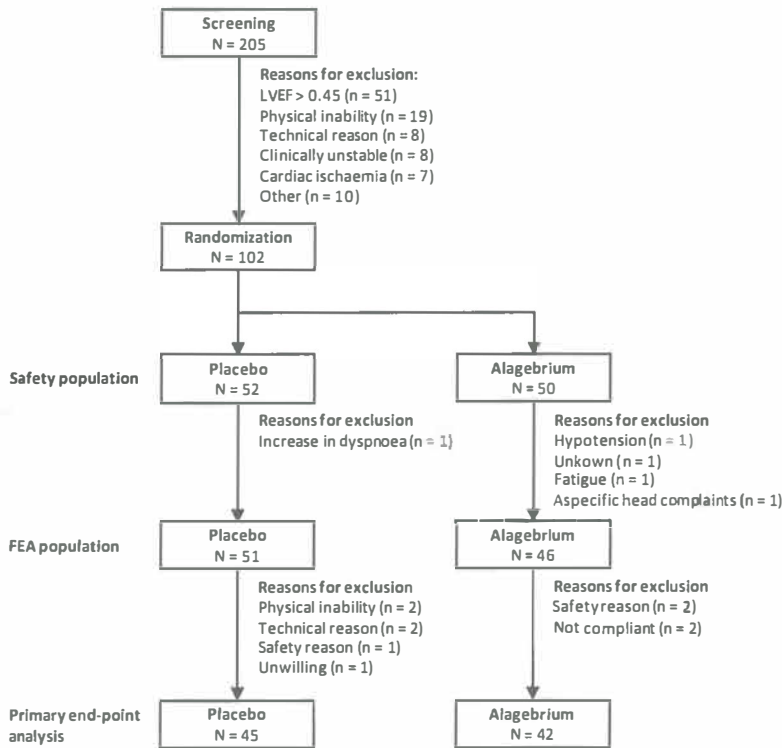 Screening
N = 205
Reasons for exclusion:
LVEF > 0.45 (n = 51)
Physical inability (n = 19)
Technical reason (n = 8)
Clinically unstable (n = 8)
Cardiac ischaemia (n = 7)
Other (n = 10)
Randomization
N = 102
Safety population
Placebo
N = 52
Alagebrium
N = 50
Reasons for exclusion
Increase in dyspnoea (n = 1)
Reasons for exclusion
Hypotension (n = 1)
Unkown (n = 1)
Fatigue (n = 1)
Aspecific head complaints (n = 1)
FEA population
Placebo
N = 51
Alagebrium
N = 46
Reasons for exclusion
Physical inability (n = 2)
Technical reason (n = 2)
Safety reason (n = 1)
Unwilling (n = 1)
Reasons for exclusion
Safety reason (n = 2)
Not compliant (n = 2)
Primary end-point
analysis
Placebo
N = 45
Alagebrium
N = 42